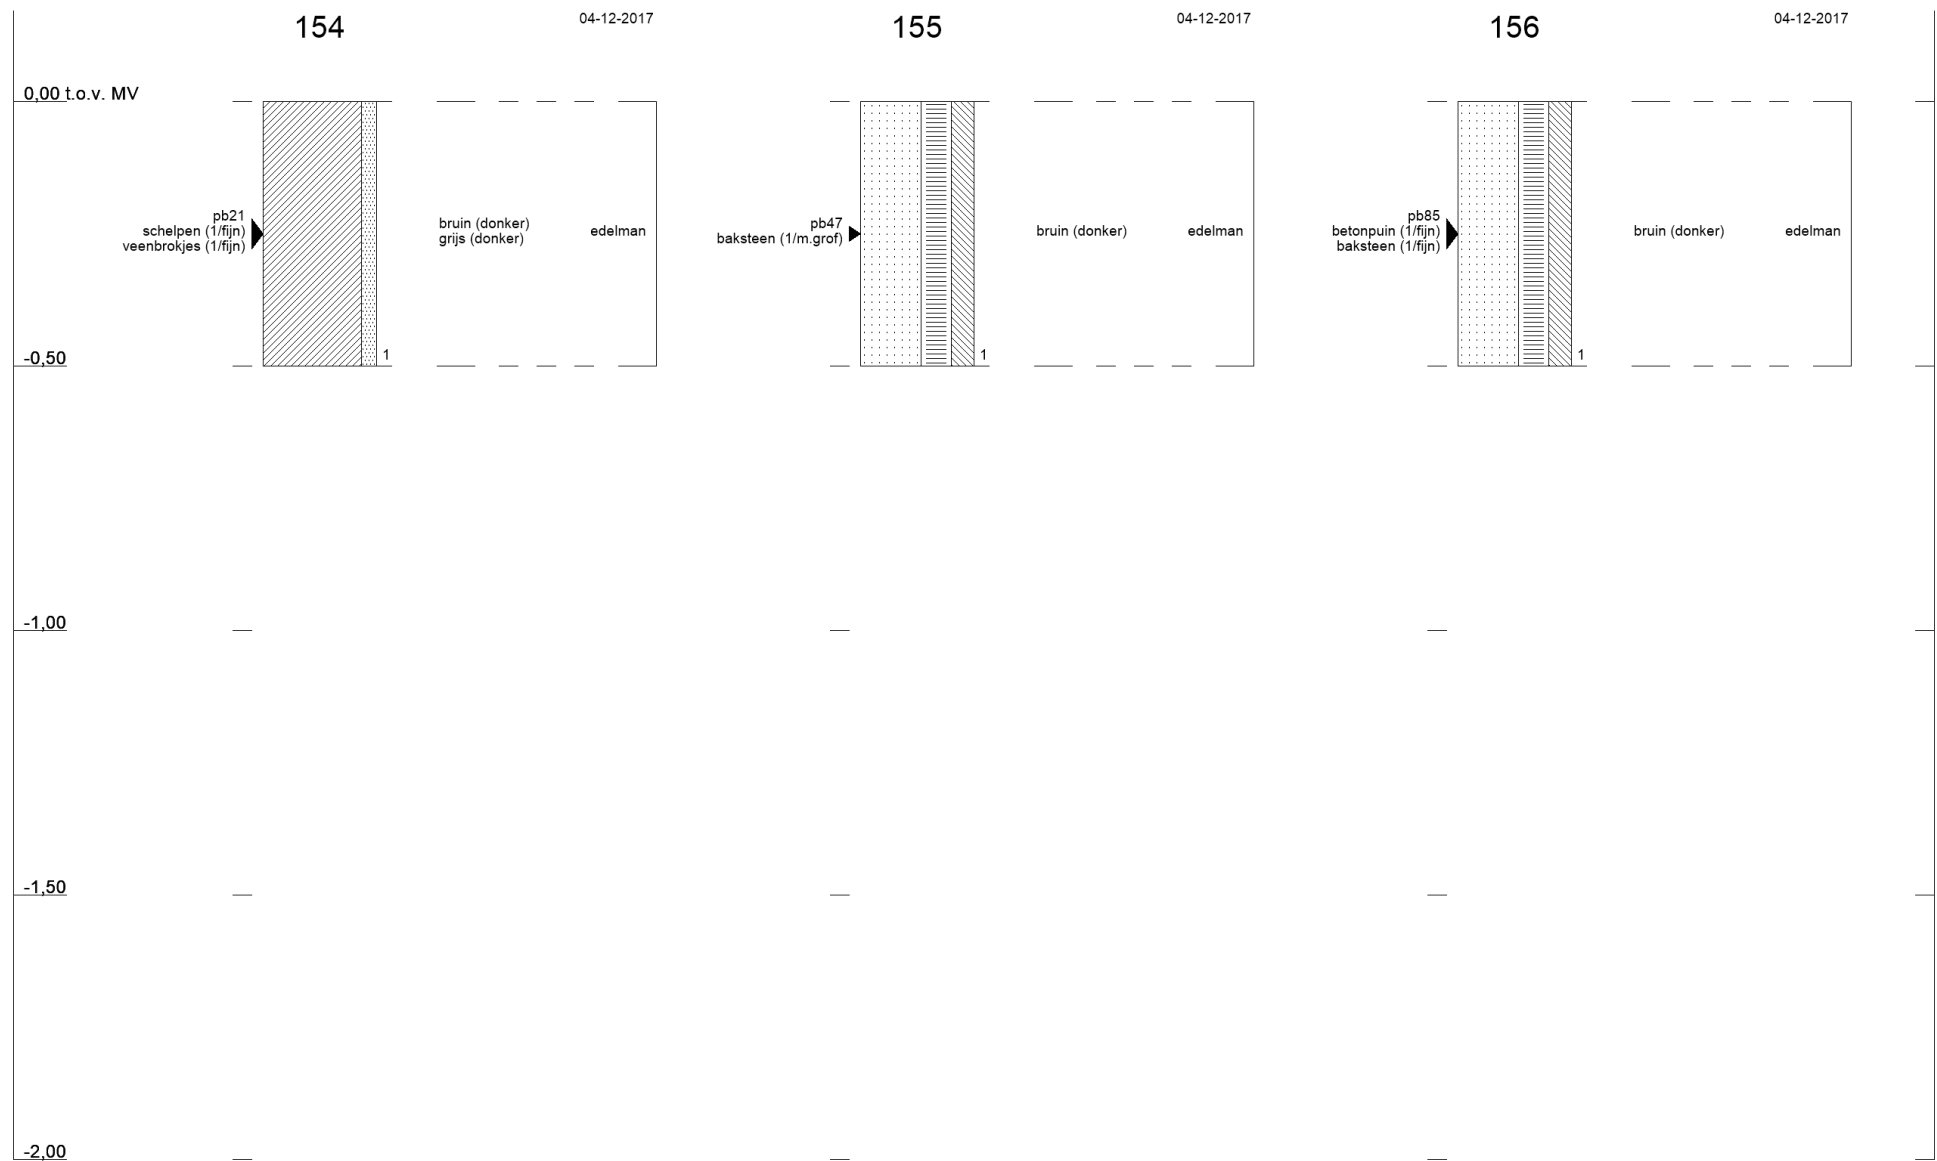 154
04-12-2017
155
04-12-2017
156
04-12-2017
0,00 t.o.v. MV
pb21
schelpen (1/fijn)
veenbrokjes (1/fijn)
bruin (donker)
grijs (donker)
edelman
1
pb47
baksteen (1/m.grof)
bruin (donker)
edelman
1
pb85
betonpuin (1/fijn)
baksteen (1/fijn)
bruin (donker)
edelman
1
-0,50
-1,00
-1,50
-2,00